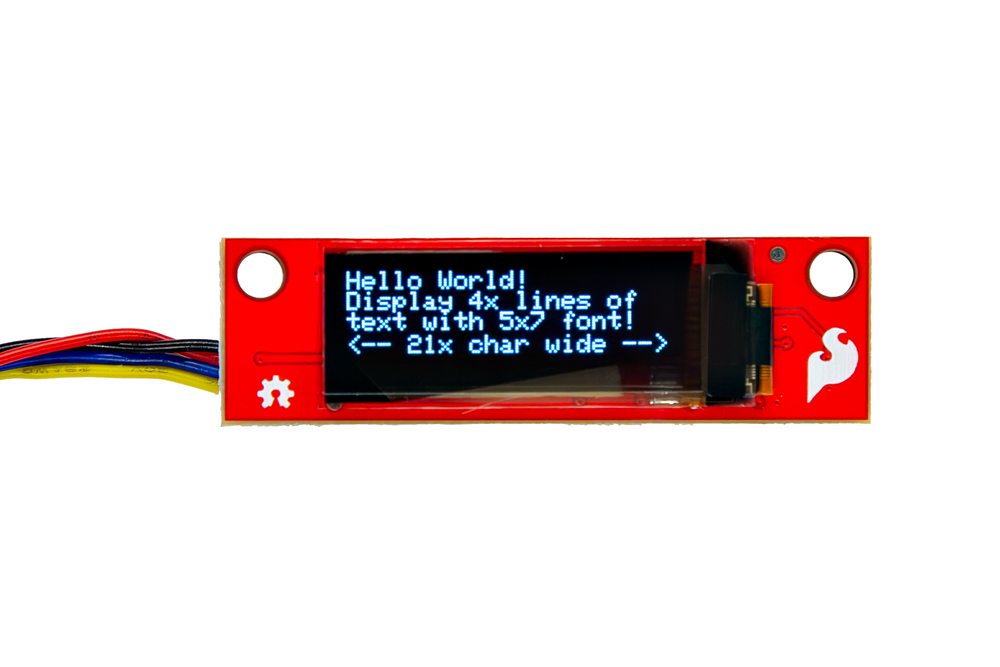 Hello World!
Display 4x lines of
text with 5x7 font!
<-- 21x char wide -->